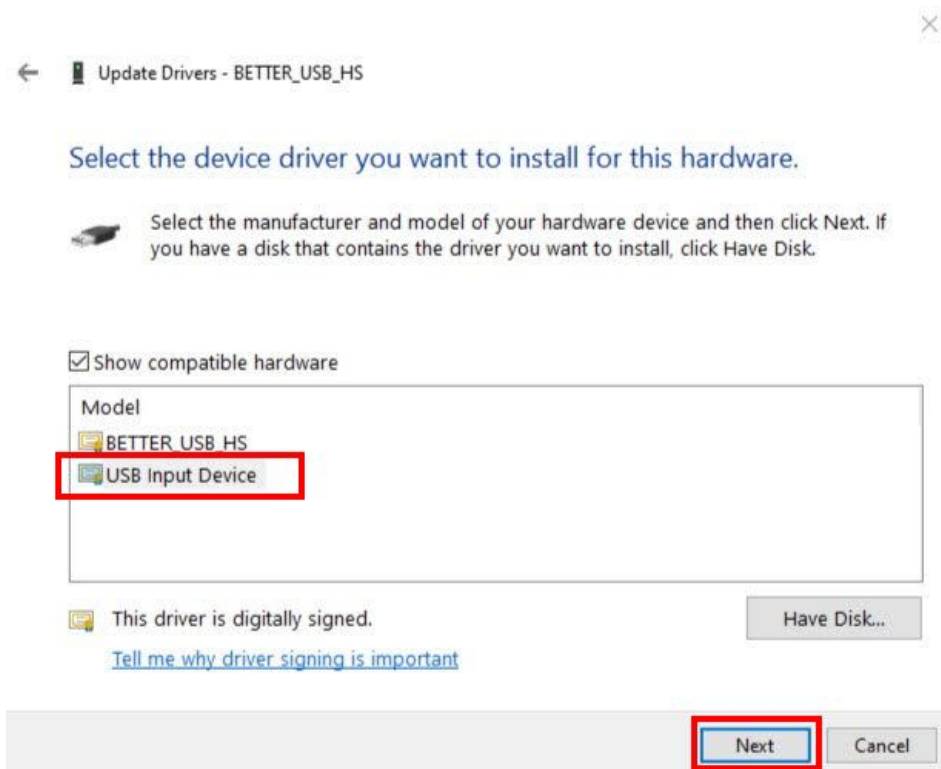 Update Drivers - BETTER_USB_HS
Select the device driver you want to install for this hardware.
Select the manufacturer and model of your hardware device and then click Next. If
you have a disk that contains the driver you want to install, click Have Disk.
Show compatible hardware
Model
BETTER_USB_HS
USB Input Device
This driver is digitally signed.
Have Disk...
Tell me why driver signing is important
Next
Cancel